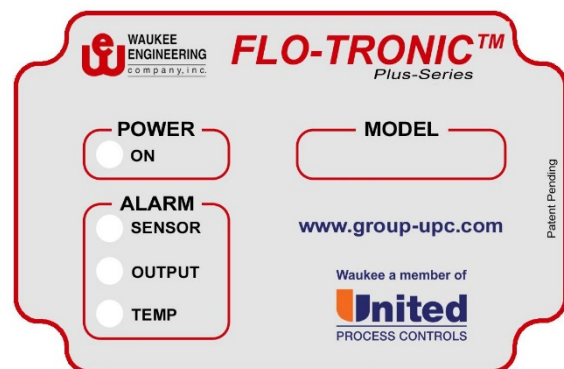 WAUKEE
ENGINEERING
company, inc.
FLO-TRONIC™
Plus-Series
POWER
ON
MODEL
ALARM
SENSOR
OUTPUT
TEMP
www.group-upc.com
Patent Pending
Waukee a member of
United
PROCESS CONTROLS